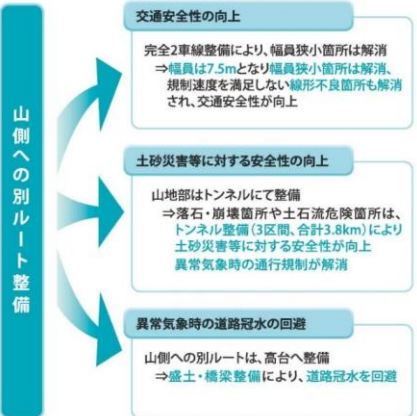 山側への別ルート整備
交通安全性の向上
完全2車線整備により、幅員狭小箇所は解消
⇒幅員は7.5mとなり幅員狭小箇所は解消、
規制速度を満足しない線形不良箇所も解消
され、交通安全性が向上
土砂災害等に対する安全性の向上
山地部はトンネルにて整備
⇒落石・崩壊箇所や土石流危険箇所は、
トンネル整備(3区間、合計3.8km)により
土砂災害等に対する安全性が向上
異常気象時の通行規制が解消
異常気象時の道路冠水の回避
山側への別ルートは、高台へ整備
⇒盛土・橋梁整備により、道路冠水を回避